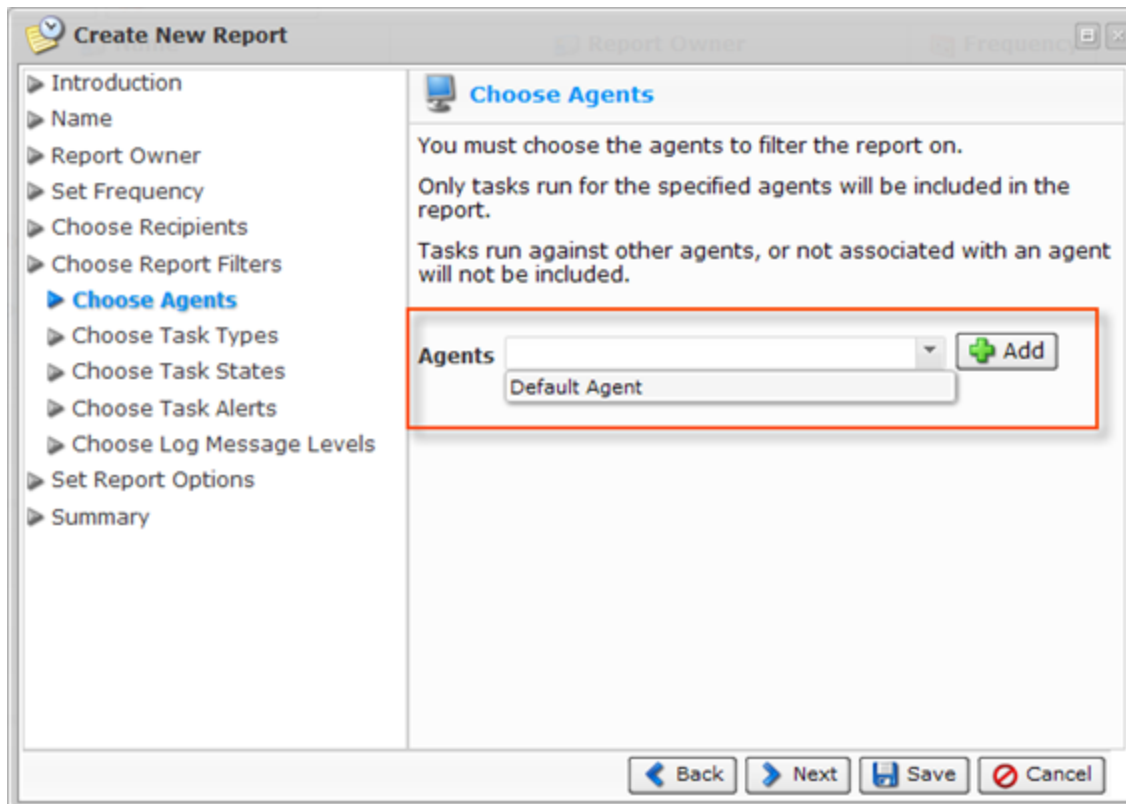 Create New Report
Name
Report Owner
Frequency
Introduction
Name
Report Owner
Set Frequency
Choose Recipients
Choose Report Filters
Choose Agents
Choose Task Types
Choose Task States
Choose Task Alerts
Choose Log Message Levels
Set Report Options
Summary
Choose Agents
You must choose the agents to filter the report on.
Only tasks run for the specified agents will be included in the
report.
Tasks run against other agents, or not associated with an agent
will not be included.
Agents
Add
Default Agent
Back
Next
Save
Cancel